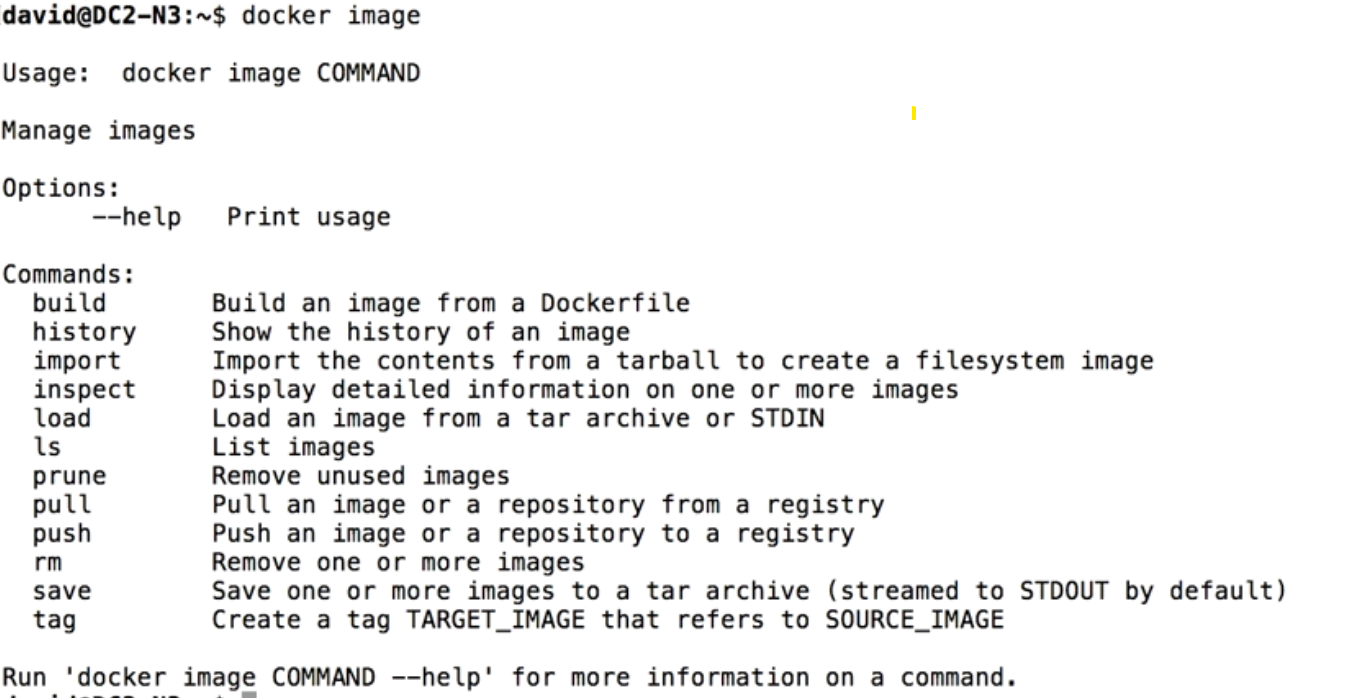 david@DC2-N3:~$ docker image
Usage:  docker image COMMAND
Manage images
Options:
      --help   Print usage
Commands:
  build       Build an image from a Dockerfile
  history     Show the history of an image
  import      Import the contents from a tarball to create a filesystem image
  inspect     Display detailed information on one or more images
  load        Load an image from a tar archive or STDIN
  ls          List images
  prune       Remove unused images
  pull        Pull an image or a repository from a registry
  push        Push an image or a repository to a registry
  rm          Remove one or more images
  save        Save one or more images to a tar archive (streamed to STDOUT by default)
  tag         Create a tag TARGET_IMAGE that refers to SOURCE_IMAGE
Run 'docker image COMMAND --help' for more information on a command.